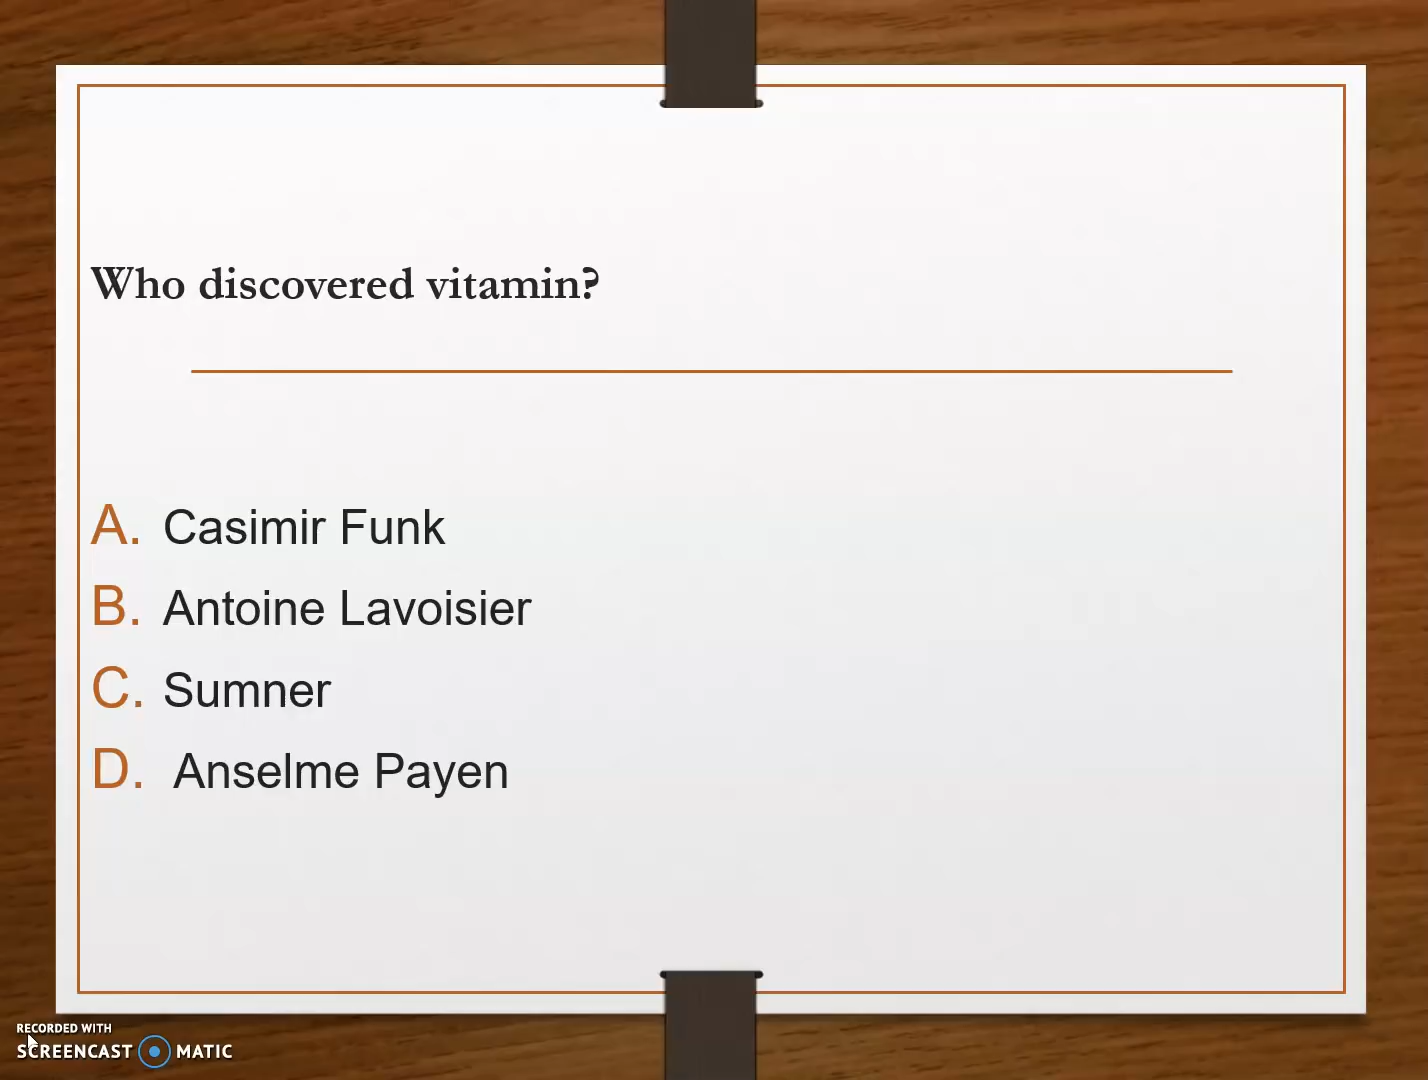 Who discovered vitamin?
A. Casimir Funk
B. Antoine Lavoisier
C. Sumner
D. Anselme Payen
RECORDED WITH
SCREENCAST MATIC